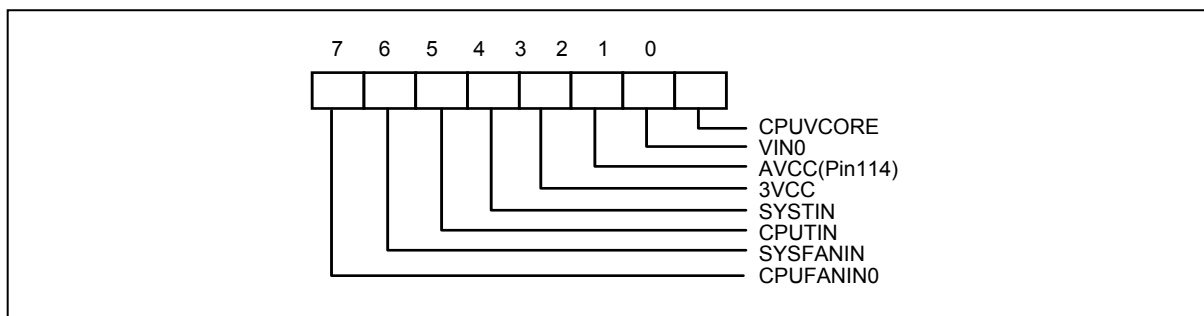 7 6 5 4 3 2 1 0
CPUVCORE
VIN0
AVCC(Pin114)
3VCC
SYSTIN
CPUTIN
SYSFANIN
CPUFANIN0